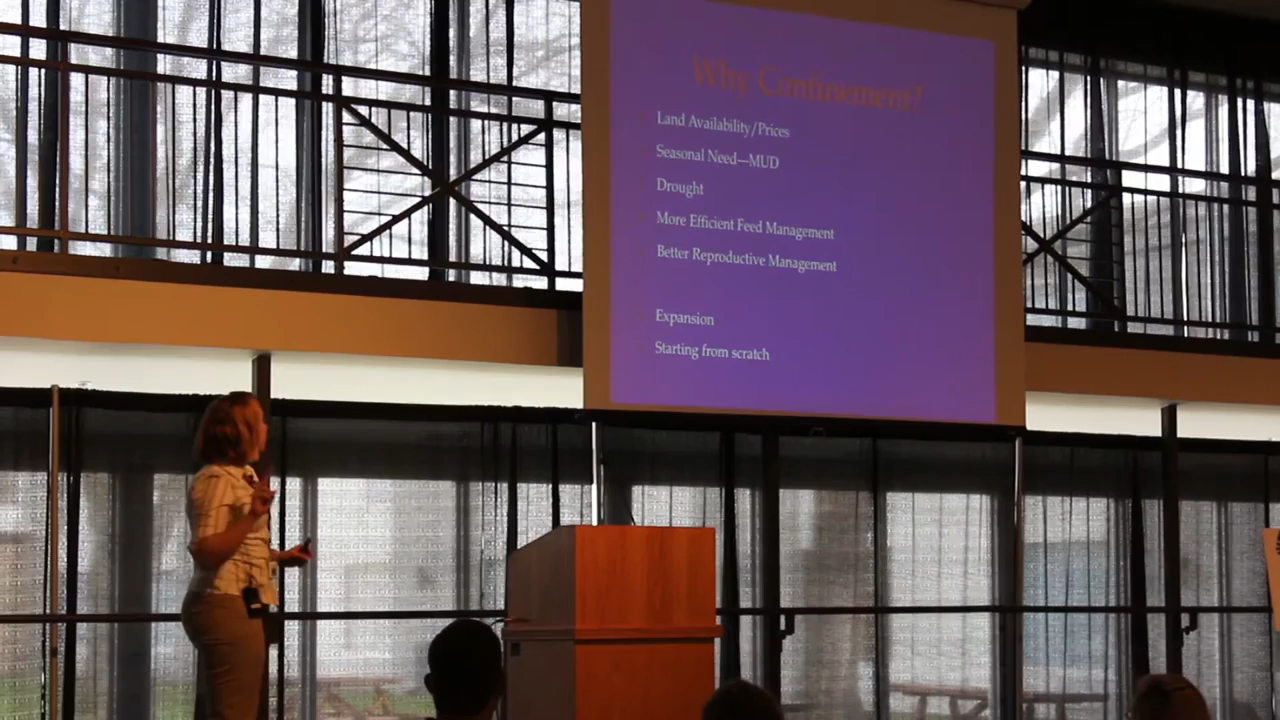 Why Confinement?
Land Availability/Prices
Seasonal Need—MUD
Drought
More Efficient Feed Management
Better Reproductive Management
Expansion
Starting from scratch